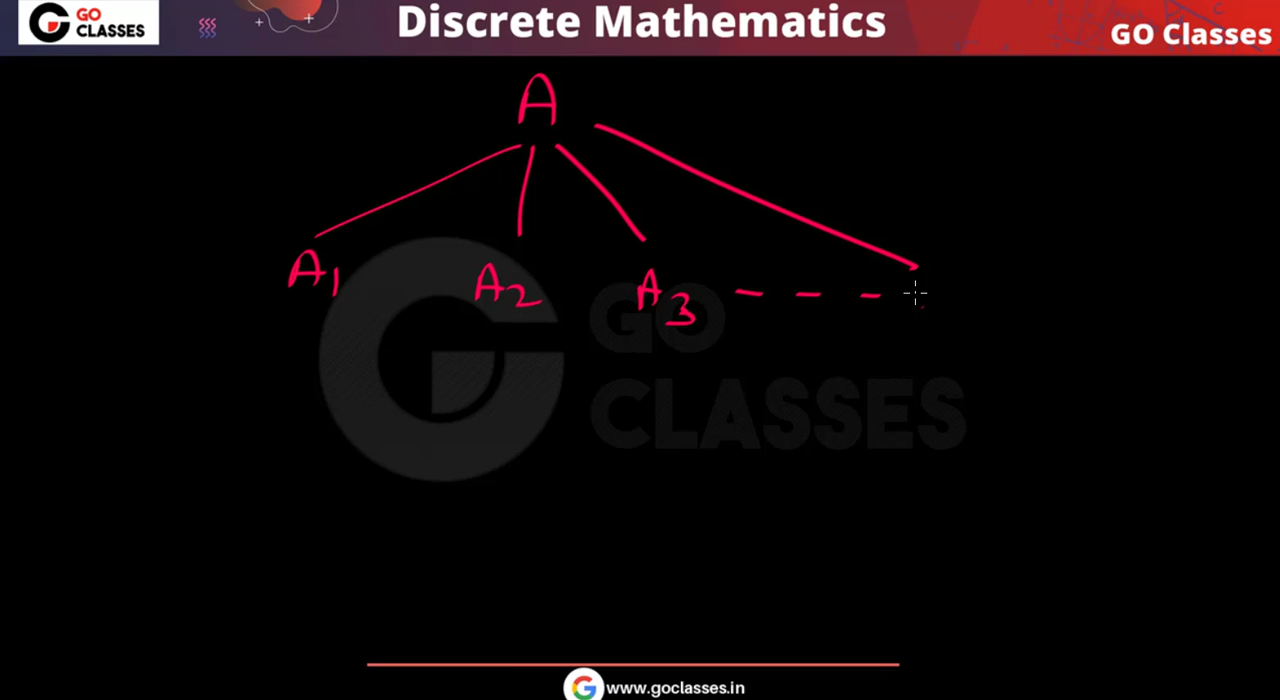 GO
CLASSES
Discrete Mathematics
GO Classes
A
A1 A2 A3 - - -
GO
CLASSES
www.goclasses.in